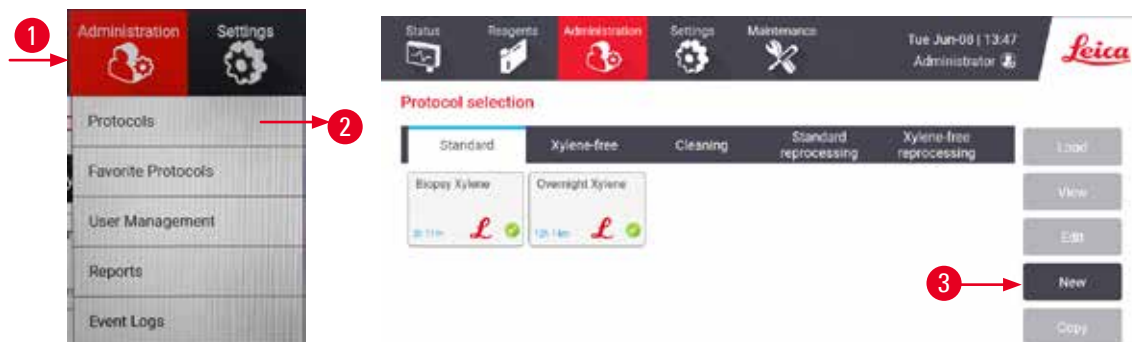 1
Administration
Settings
Protocols
2
Favorite Protocols
User Management
Reports
Event Logs
Status
Reagents
Administration
Settings
Maintenance
Tue Jun-08 | 13:47
Administrator
Leica
Protocol selection
Standard
Xylene-free
Cleaning
Standard
reprocessing
Xylene-free
reprocessing
Load
Biopsy Xylene
Overnight Xylene
View
Edit
3
New
Copy